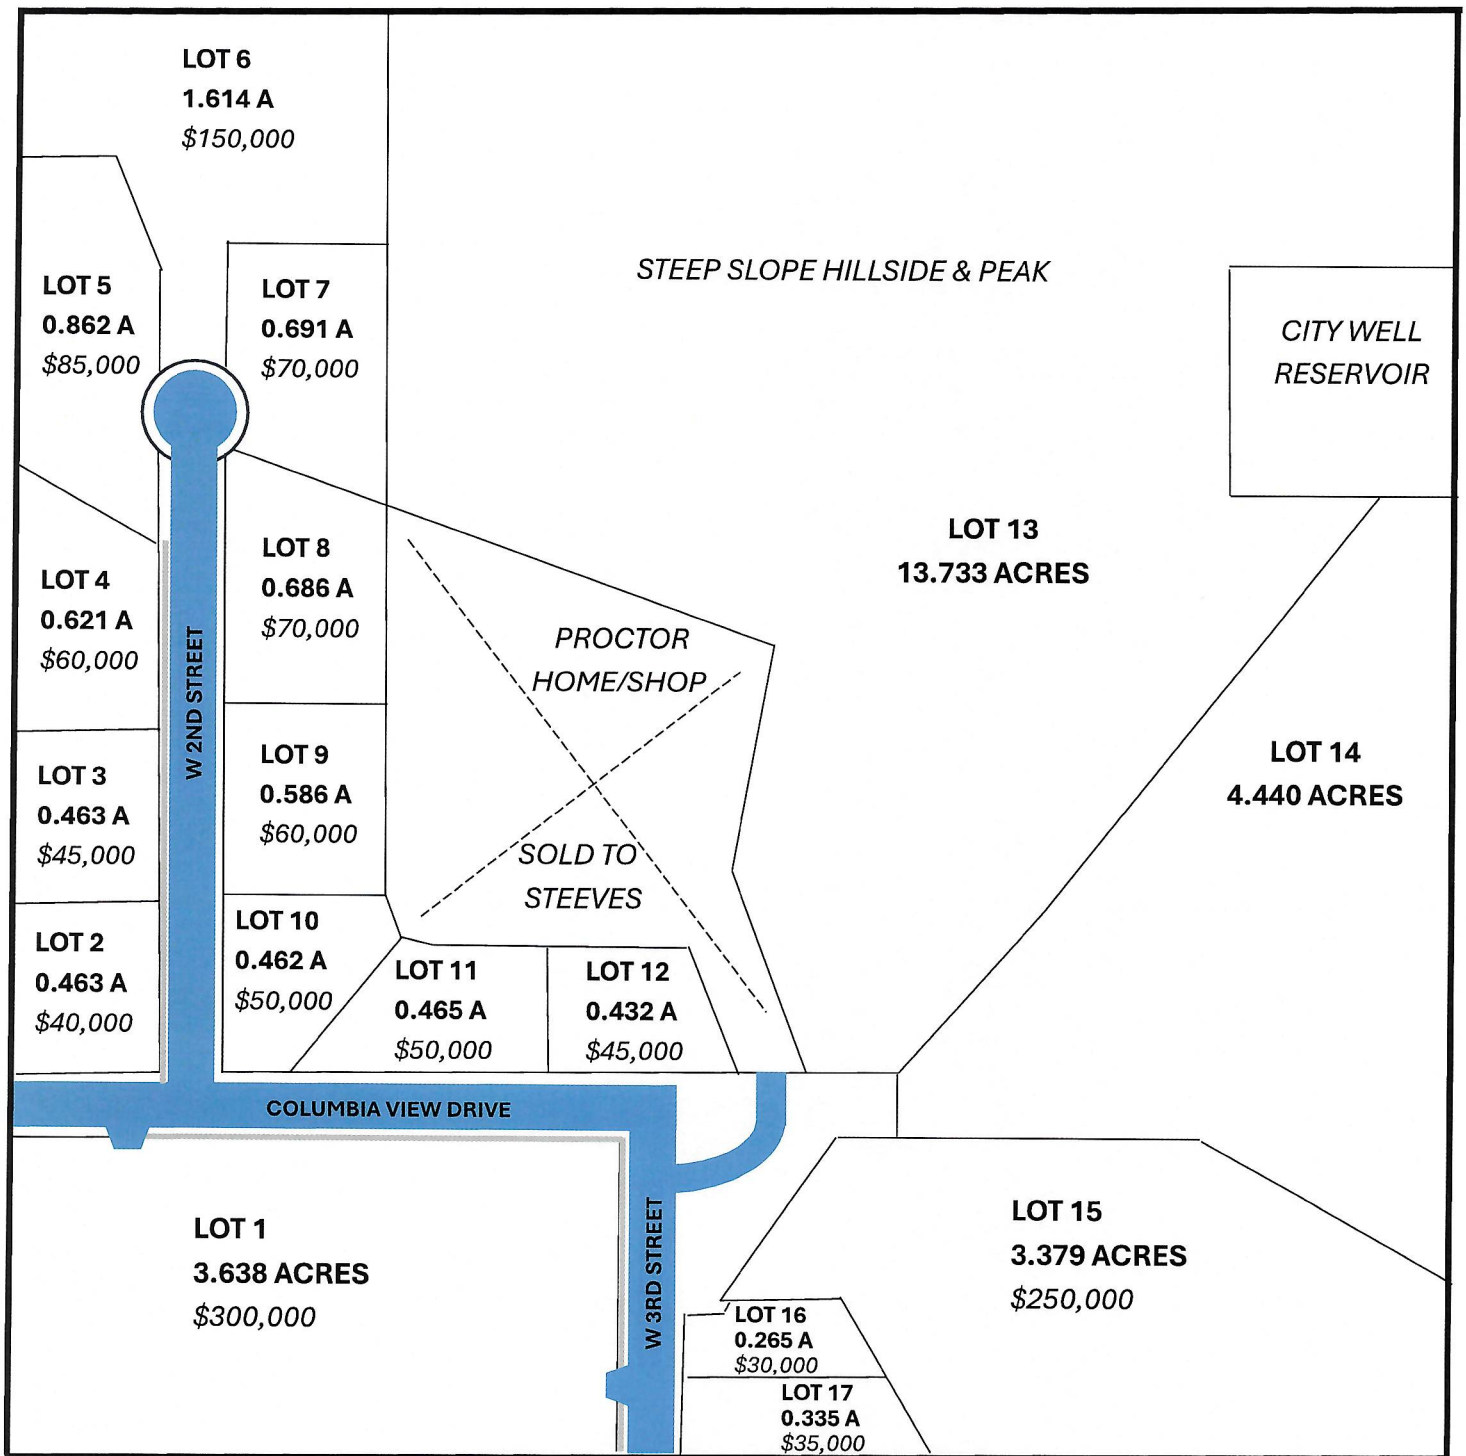 LOT 6
1.614 A
$150,000
LOT 5
0.862 A
$85,000
LOT 7
0.691 A
$70,000
STEEP SLOPE HILLSIDE & PEAK
CITY WELL
RESERVOIR
LOT 13
13.733 ACRES
LOT 4
0.621 A
$60,000
LOT 8
0.686 A
$70,000
PROCTOR
HOME/SHOP
W 2ND STREET
LOT 3
0.463 A
$45,000
LOT 9
0.586 A
$60,000
SOLD TO
STEEVES
LOT 14
4.440 ACRES
LOT 2
0.463 A
$40,000
LOT 10
0.462 A
$50,000
LOT 11
0.465 A
$50,000
LOT 12
0.432 A
$45,000
COLUMBIA VIEW DRIVE
LOT 1
3.638 ACRES
$300,000
W 3RD STREET
LOT 15
3.379 ACRES
$250,000
LOT 16
0.265 A
$30,000
LOT 17
0.335 A
$35,000